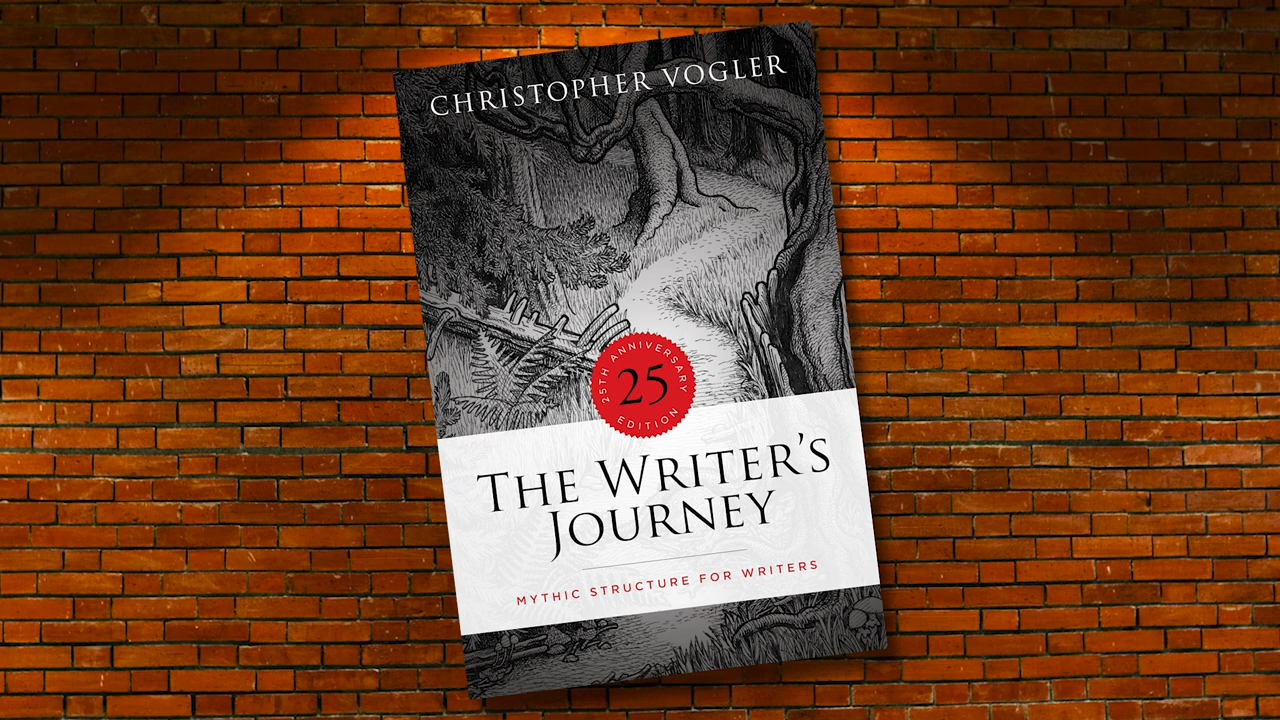 CHRISTOPHER VOGLER
25TH ANNIVERSARY
25
EDITION
THE WRITER'S
JOURNEY
MYTHIC STRUCTURE FOR WRITERS